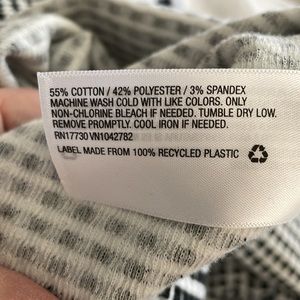 55% COTTON / 42% POLYESTER / 3% SPANDEX
MACHINE WASH COLD WITH LIKE COLORS. ONLY
NON-CHLORINE BLEACH IF NEEDED. TUMBLE DRY LOW.
REMOVE PROMPTLY. COOL IRON IF NEEDED.
RN17730 VN1042782
LABEL MADE FROM 100% RECYCLED PLASTIC